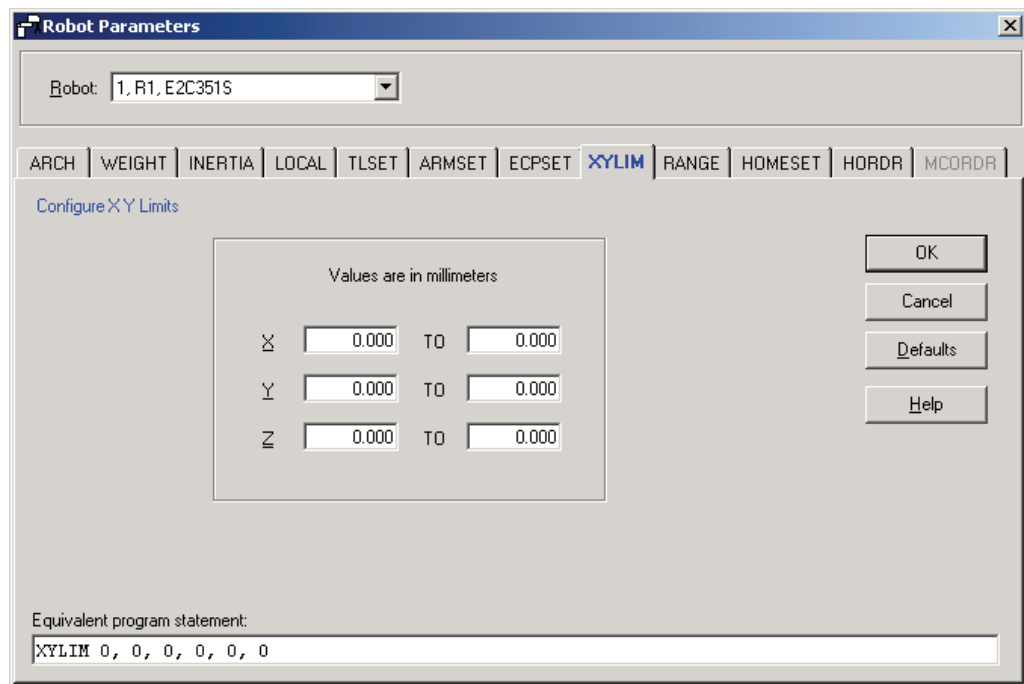 Robot Parameters
Robot: 1, R1, E2C351S
ARCH WEIGHT INERTIA LOCAL TLSET ARMSET ECPSET XYLIM RANGE HOMESET HORDR MCORDR
Configure X Y Limits
Values are in millimeters
X 0.000 TO 0.000
Y 0.000 TO 0.000
Z 0.000 TO 0.000
OK
Cancel
Defaults
Help
Equivalent program statement:
XYLIM 0, 0, 0, 0, 0, 0